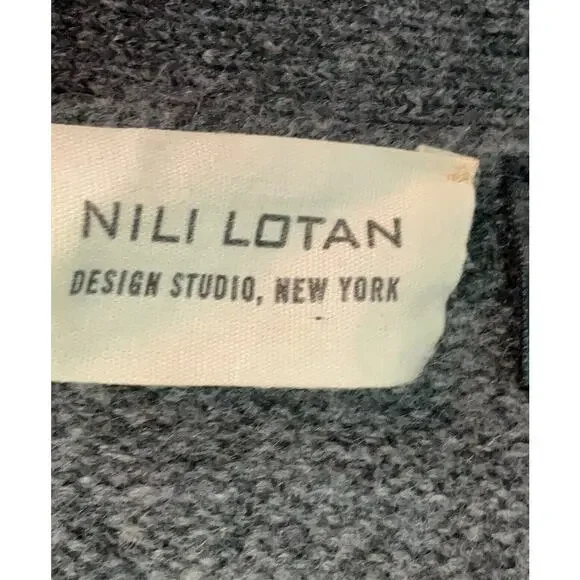 NILI LOTAN
DESIGN STUDIO, NEW YORK